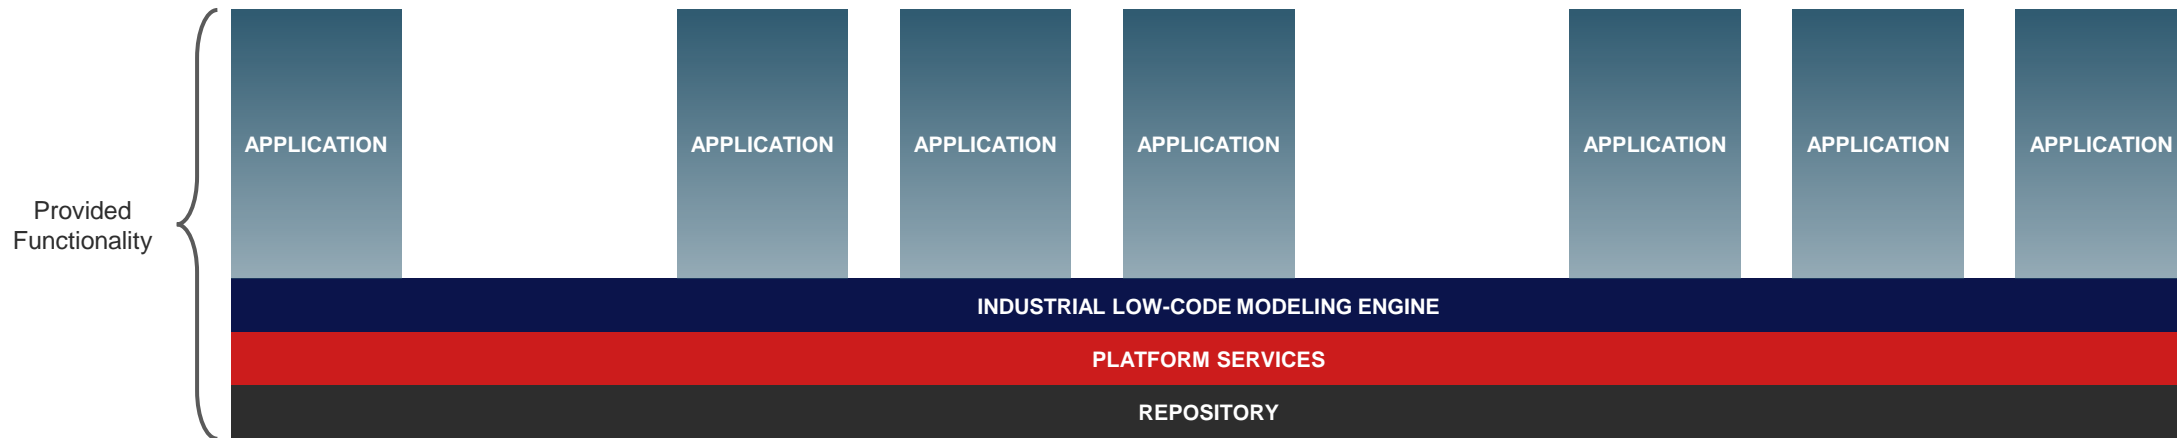 APPLICATION
APPLICATION
APPLICATION
APPLICATION
APPLICATION
APPLICATION
APPLICATION
Provided
Functionality
INDUSTRIAL LOW-CODE MODELING ENGINE
PLATFORM SERVICES
REPOSITORY